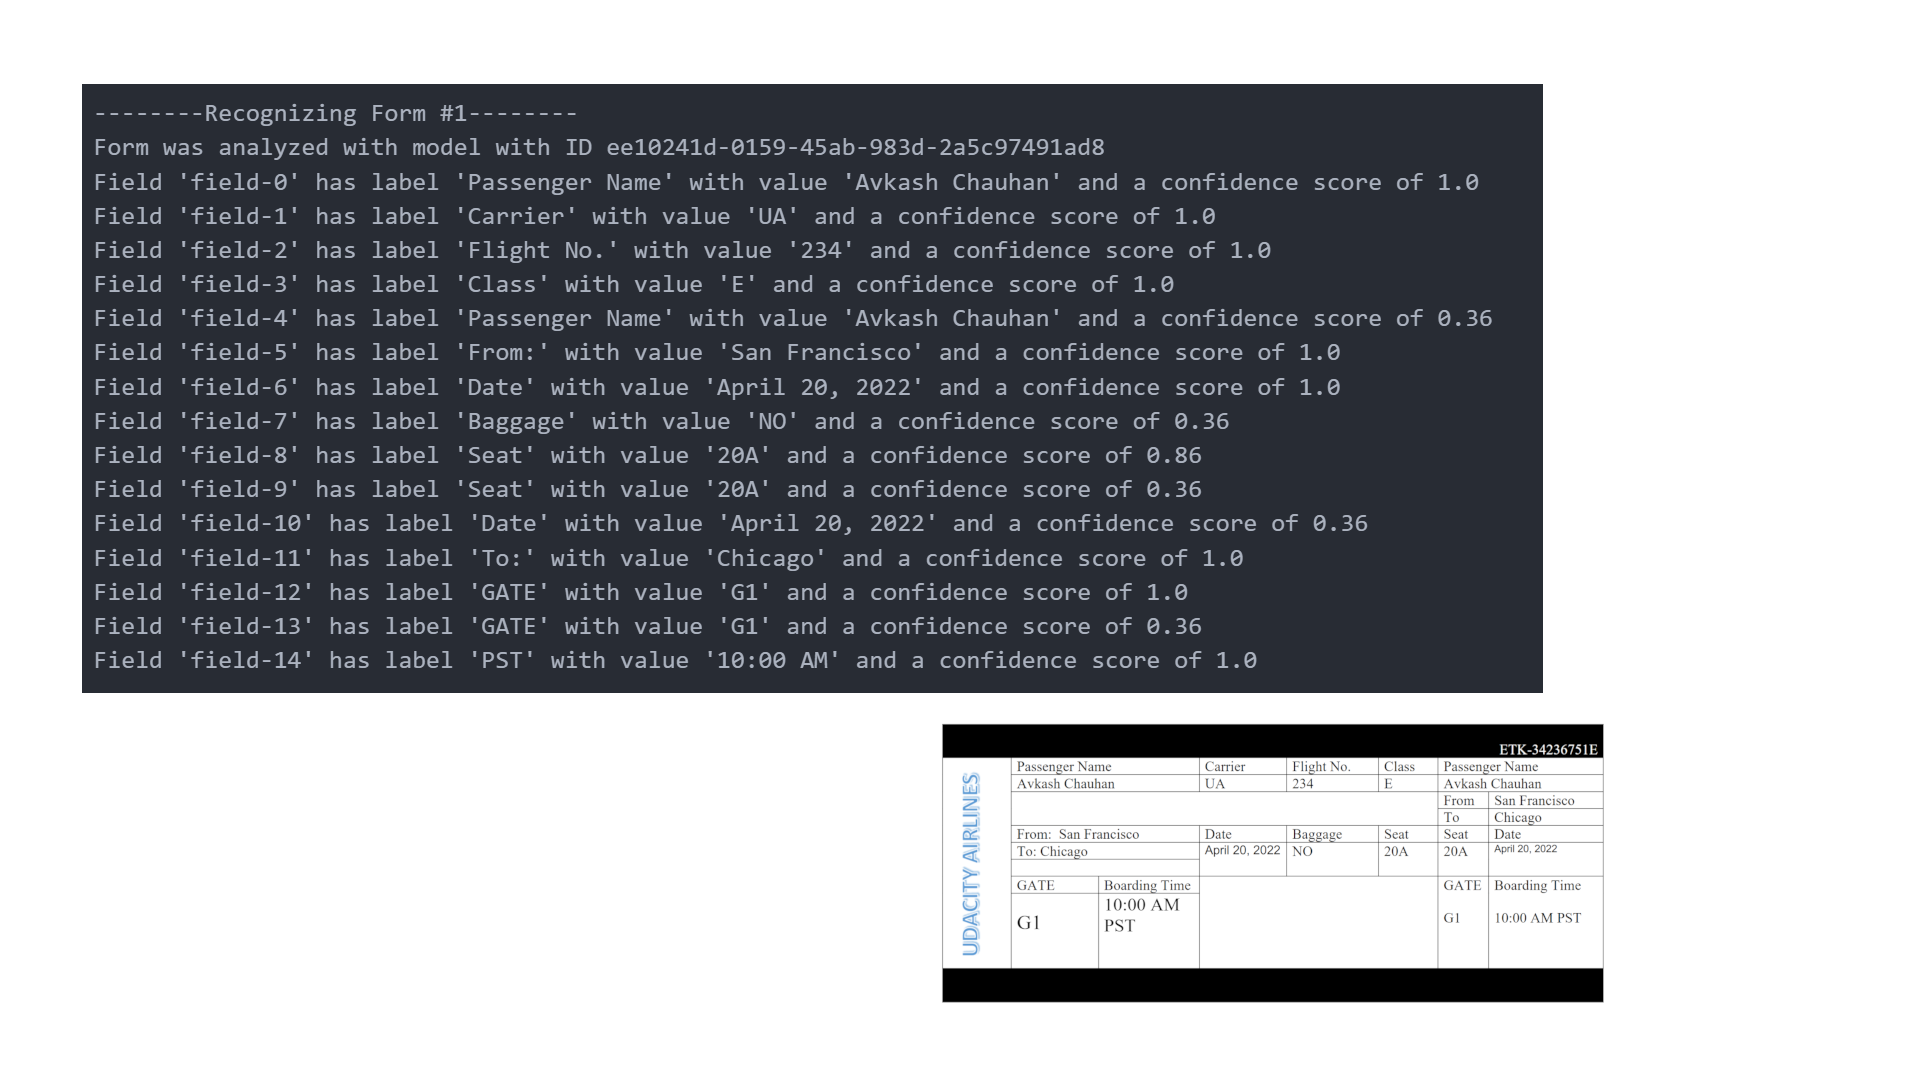 --------Recognizing Form #1--------
Form was analyzed with model with ID ee10241d-0159-45ab-983d-2a5c97491ad8
Field 'field-0' has label 'Passenger Name' with value 'Avkash Chauhan' and a confidence score of 1.0
Field 'field-1' has label 'Carrier' with value 'UA' and a confidence score of 1.0
Field 'field-2' has label 'Flight No.' with value '234' and a confidence score of 1.0
Field 'field-3' has label 'Class' with value 'E' and a confidence score of 1.0
Field 'field-4' has label 'Passenger Name' with value 'Avkash Chauhan' and a confidence score of 0.36
Field 'field-5' has label 'From:' with value 'San Francisco' and a confidence score of 1.0
Field 'field-6' has label 'Date' with value 'April 20, 2022' and a confidence score of 1.0
Field 'field-7' has label 'Baggage' with value 'NO' and a confidence score of 0.36
Field 'field-8' has label 'Seat' with value '20A' and a confidence score of 0.86
Field 'field-9' has label 'Seat' with value '20A' and a confidence score of 0.36
Field 'field-10' has label 'Date' with value 'April 20, 2022' and a confidence score of 0.36
Field 'field-11' has label 'To:' with value 'Chicago' and a confidence score of 1.0
Field 'field-12' has label 'GATE' with value 'G1' and a confidence score of 1.0
Field 'field-13' has label 'GATE' with value 'G1' and a confidence score of 0.36
Field 'field-14' has label 'PST' with value '10:00 AM' and a confidence score of 1.0
ETK-34236751E
UDACITY AIRLINES
Passenger Name Carrier Flight No. Class Passenger Name
Avkash Chauhan UA 234 E Avkash Chauhan
From San Francisco
To Chicago
From: San Francisco Date Baggage Seat Seat Date
To: Chicago April 20, 2022 NO 20A 20A April 20, 2022
GATE Boarding Time GATE Boarding Time
10:00 AM
G1 PST G1 10:00 AM PST